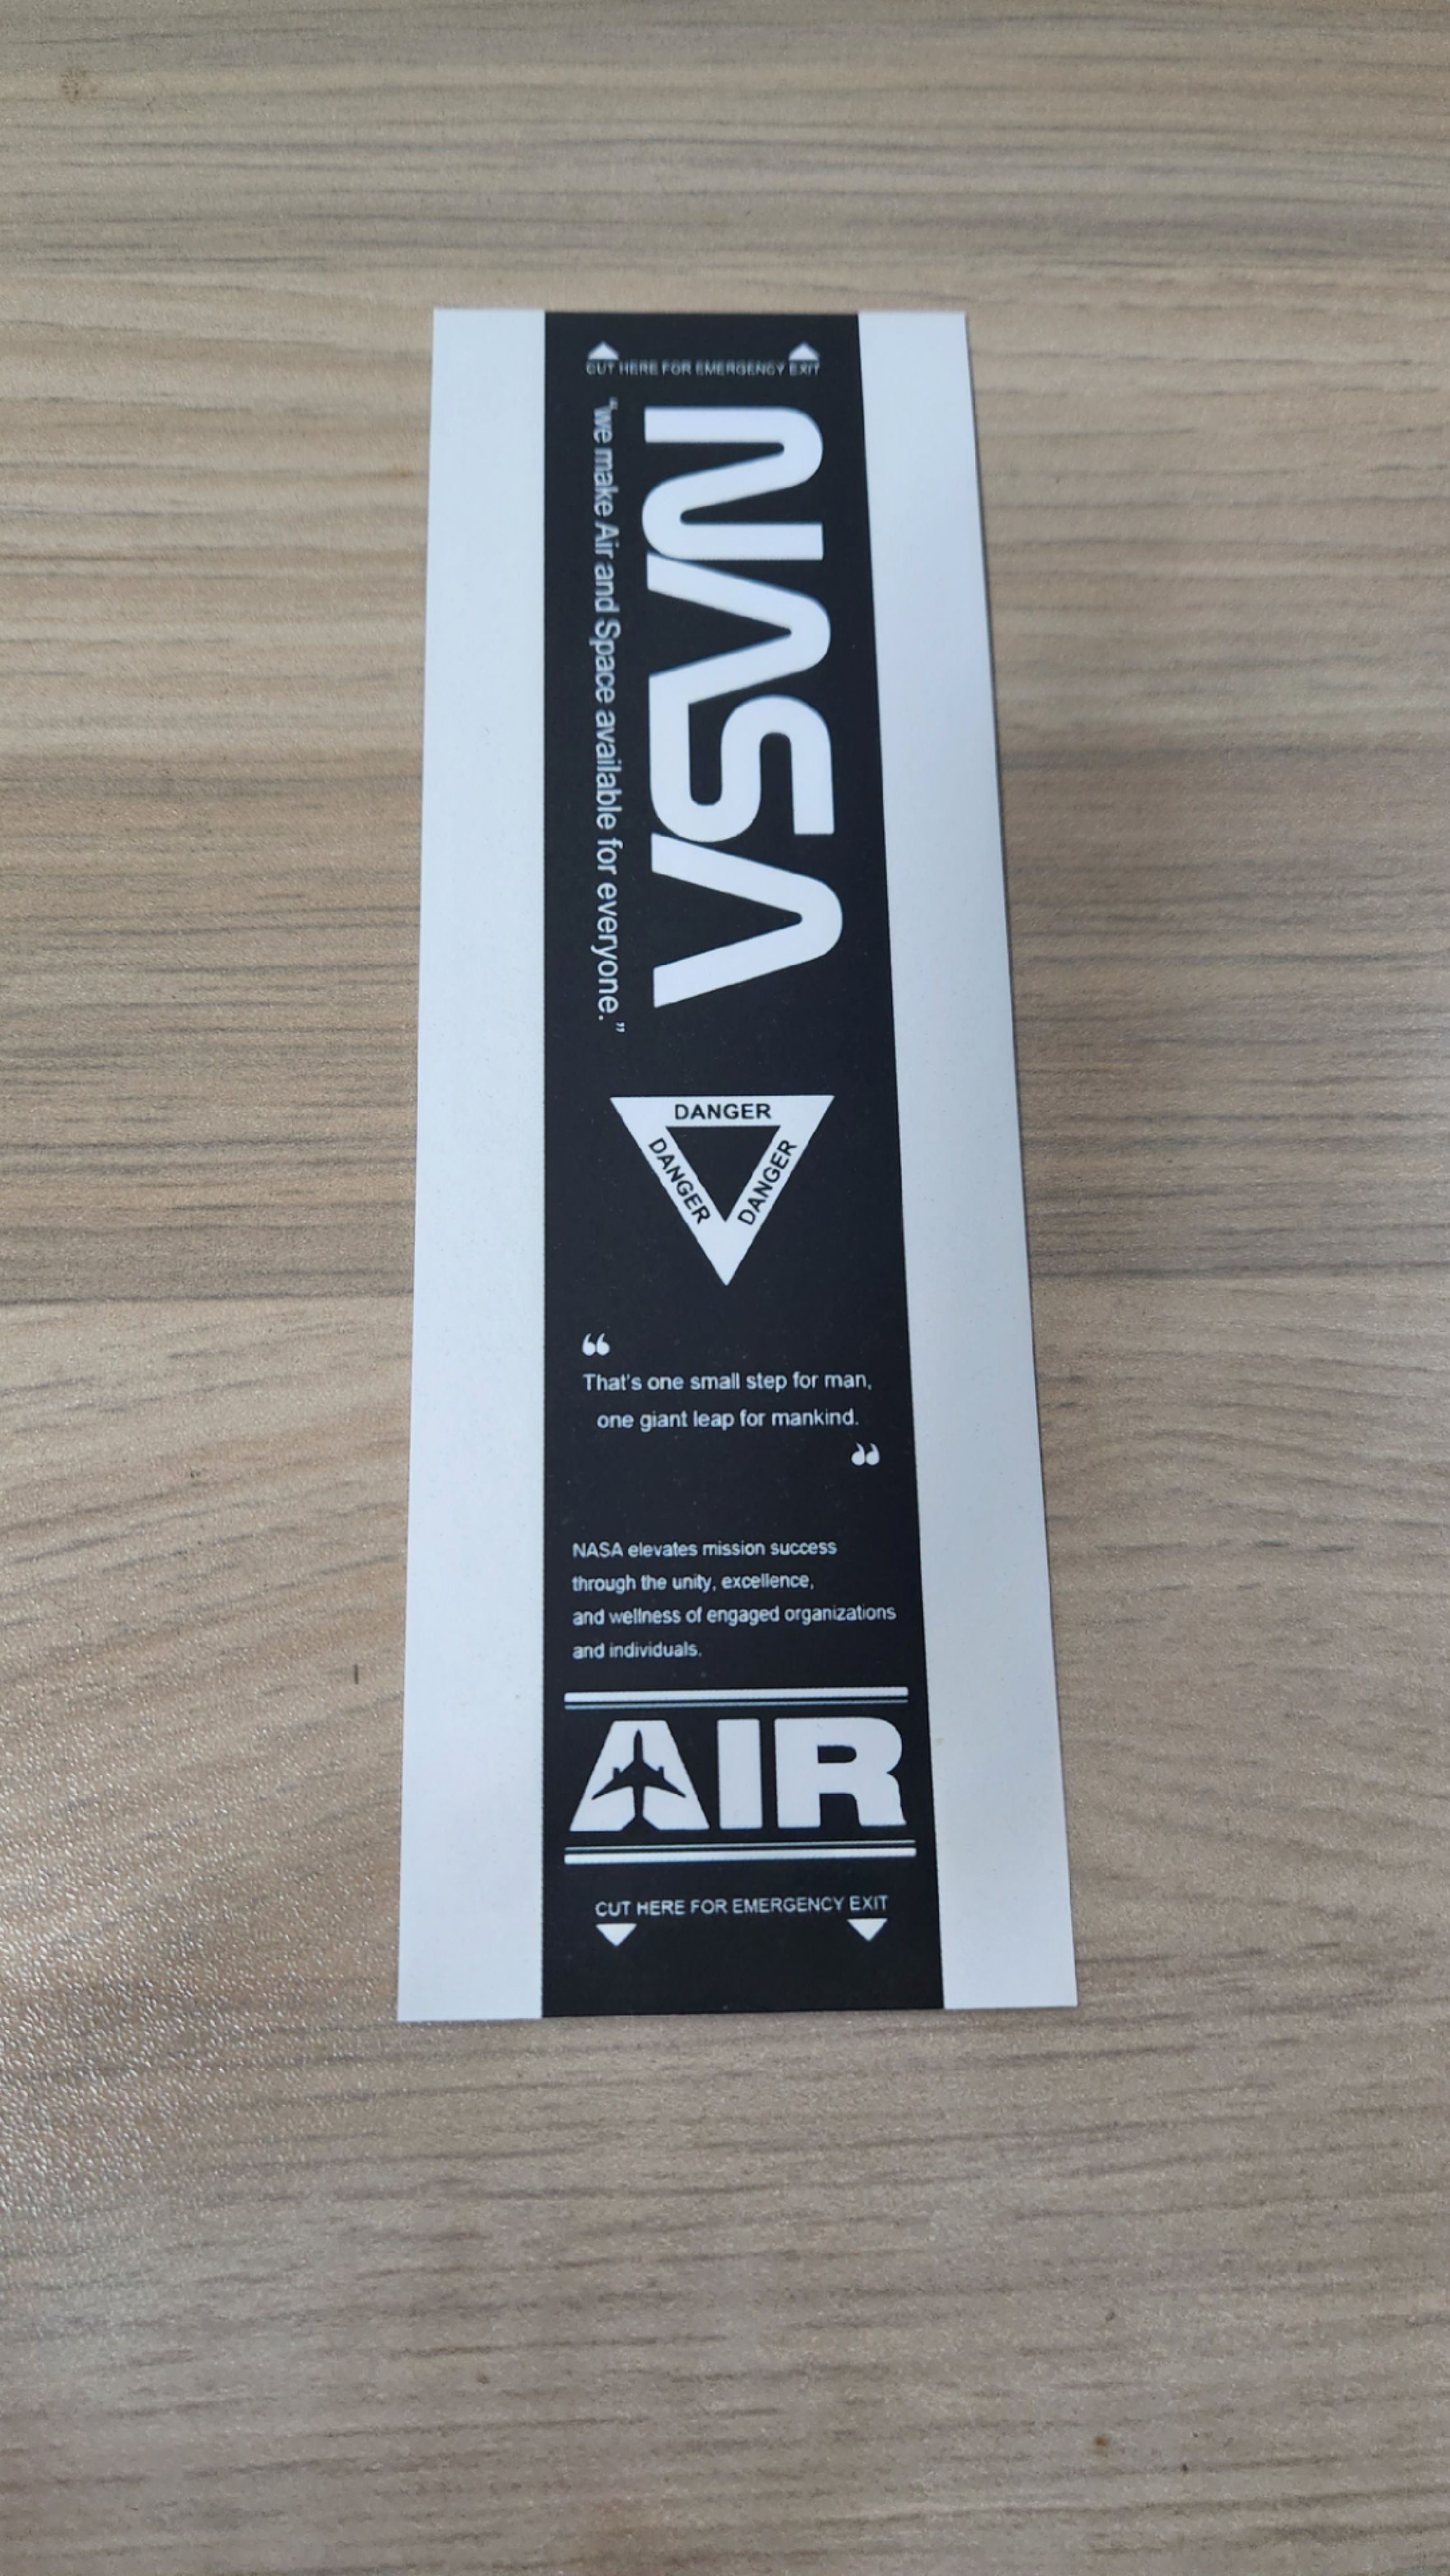 CUT HERE FOR EMERGENCY EXIT
NASA
“we make Air and Space available for everyone.”
DANGER
DANGER
DANGER
“
That's one small step for man,
one giant leap for mankind.
”
NASA elevates mission success
through the unity, excellence,
and wellness of engaged organizations
and individuals.
AIR
CUT HERE FOR EMERGENCY EXIT